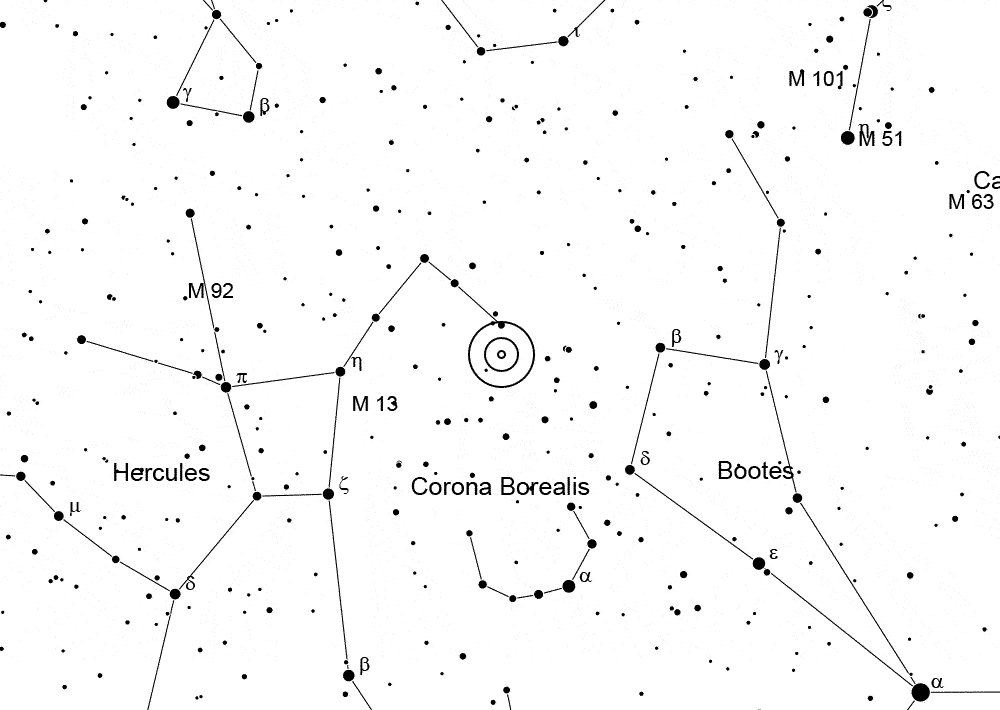 ζ
ι
M 101
γ
β
η
M 51
Ca
M 63
M 92
β
γ
η
π
M 13
δ
Hercules
Bootes
Corona Borealis
ζ
μ
ε
α
δ
β
α